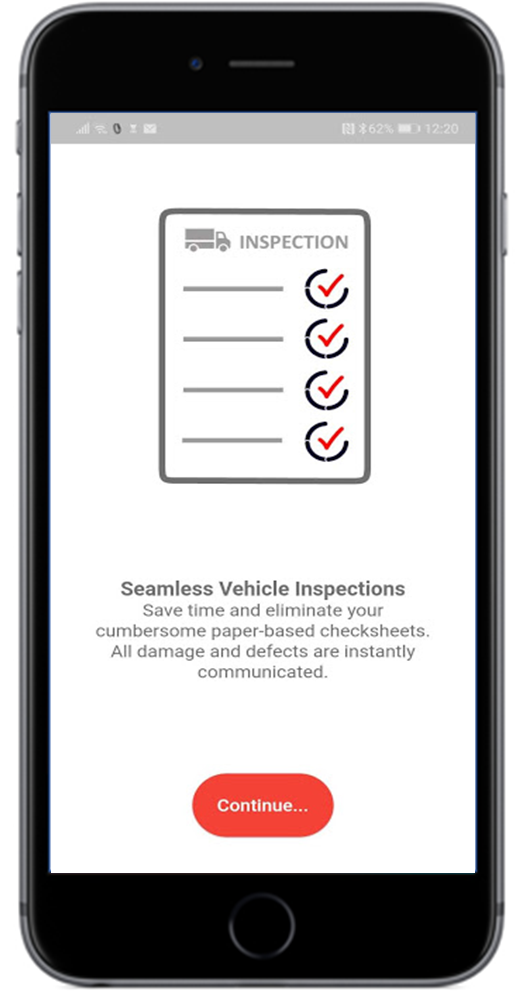 62% 12:20
INSPECTION
Seamless Vehicle Inspections
Save time and eliminate your
cumbersome paper-based checksheets.
All damage and defects are instantly
communicated.
Continue...